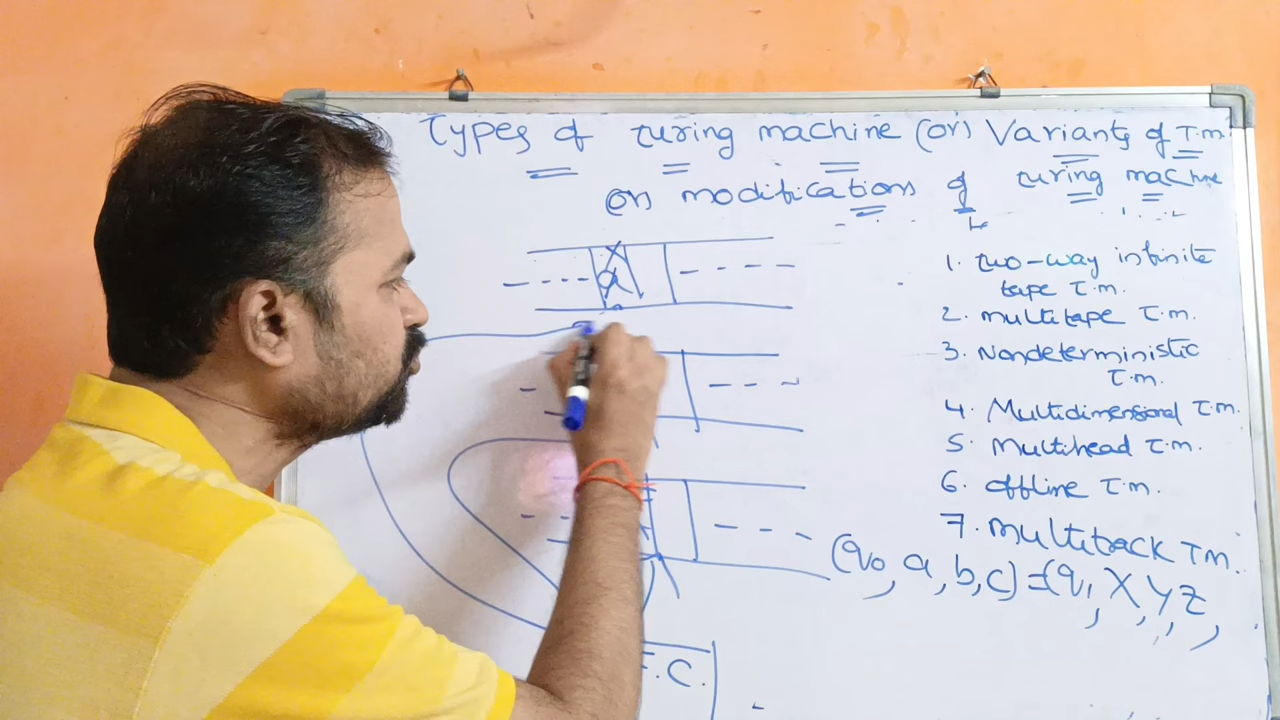 Types of Turing machine (or) Variants of T.m.
(or) modifications of Turing machine
1. two-way infinite
tape T.m.
2. multitape T.m.
3. Nondeterministic
T.m.
4. Multidimensional T.m.
5. Multihead T.m.
6. offline T.m.
7. multitrack Tm.
(q0, a, b, c) = (q1, X, Y, Z,
X
a
F.C.